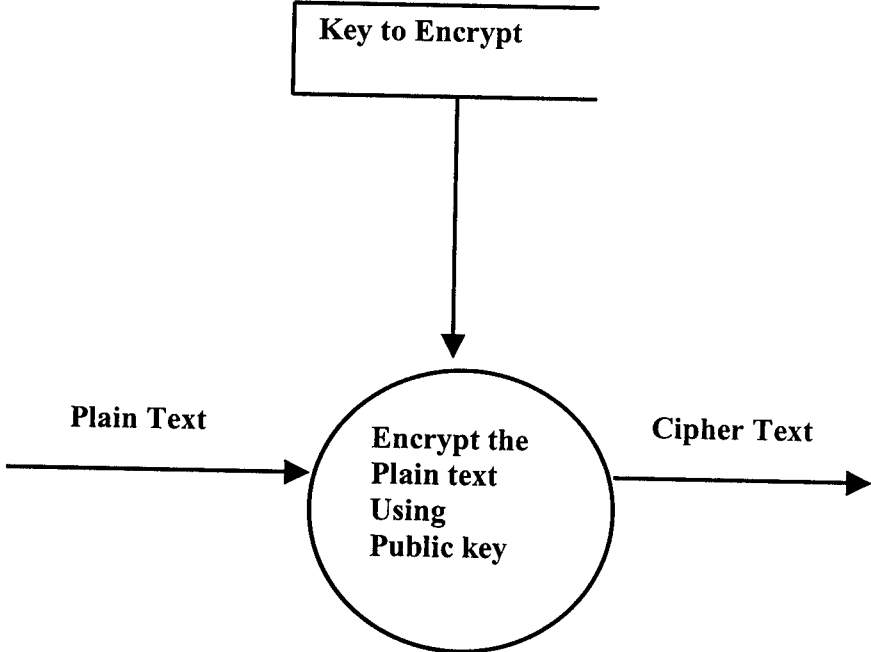 Key to Encrypt
Plain Text
Encrypt the
Plain text
Using
Public key
Cipher Text